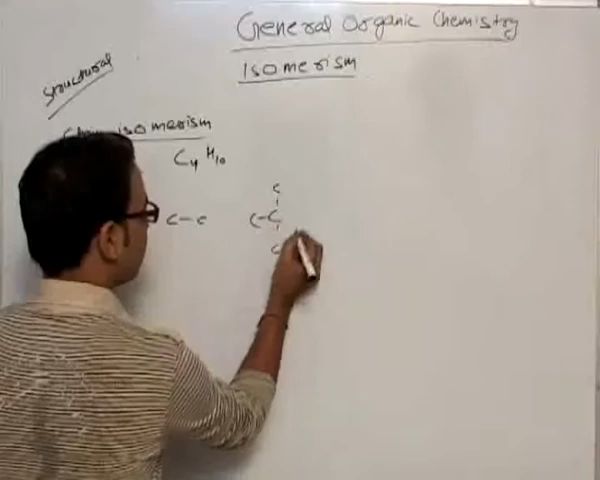 General Organic Chemistry
Isomerism
Structural
isomerism
C4H10
C-C
C
C-C
C